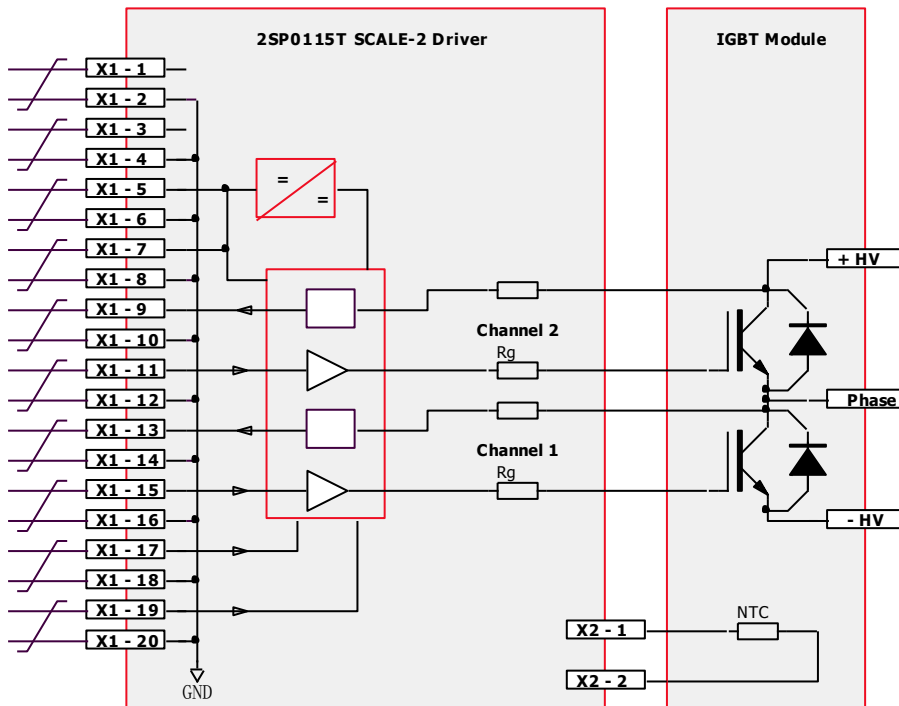 2SP0115T SCALE-2 Driver
IGBT Module
X1 - 1
X1 - 2
X1 - 3
X1 - 4
X1 - 5
X1 - 6
X1 - 7
X1 - 8
X1 - 9
X1 - 10
X1 - 11
X1 - 12
X1 - 13
X1 - 14
X1 - 15
X1 - 16
X1 - 17
X1 - 18
X1 - 19
X1 - 20
GND
=
=
Channel 2
Rg
Channel 1
Rg
+ HV
Phase
- HV
NTC
X2 - 1
X2 - 2